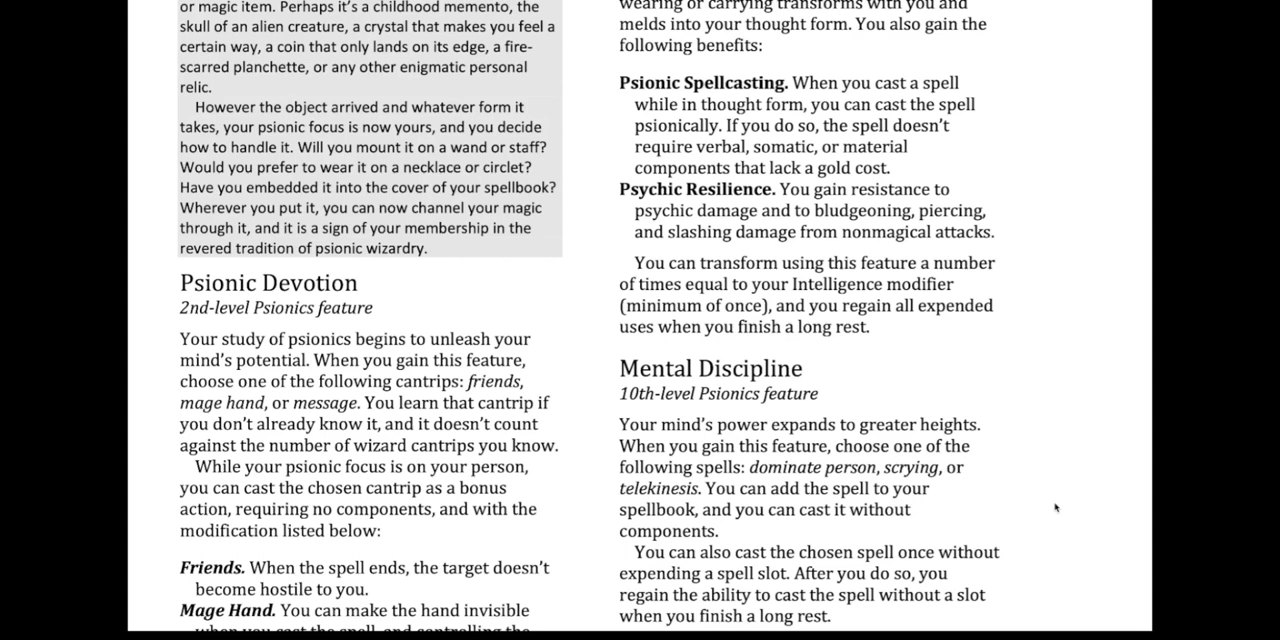 or magic item. Perhaps it's a childhood memento, the
skull of an alien creature, a crystal that makes you feel a
certain way, a coin that only lands on its edge, a fire-
scarred planchette, or any other enigmatic personal
relic.
However the object arrived and whatever form it
takes, your psionic focus is now yours, and you decide
how to handle it. Will you mount it on a wand or staff?
Would you prefer to wear it on a necklace or circlet?
Have you embedded it into the cover of your spellbook?
Wherever you put it, you can now channel your magic
through it, and it is a sign of your membership in the
revered tradition of psionic wizardry.
Psionic Devotion
2nd-level Psionics feature
Your study of psionics begins to unleash your
mind's potential. When you gain this feature,
choose one of the following cantrips: friends,
mage hand, or message. You learn that cantrip if
you don't already know it, and it doesn't count
against the number of wizard cantrips you know.
While your psionic focus is on your person,
you can cast the chosen cantrip as a bonus
action, requiring no components, and with the
modification listed below:
Friends. When the spell ends, the target doesn't
become hostile to you.
Mage Hand. You can make the hand invisible
when you cast the spell, and controlling the
wearing or carrying transforms with you and
melds into your thought form. You also gain the
following benefits:
Psionic Spellcasting. When you cast a spell
while in thought form, you can cast the spell
psionically. If you do so, the spell doesn't
require verbal, somatic, or material
components that lack a gold cost.
Psychic Resilience. You gain resistance to
psychic damage and to bludgeoning, piercing,
and slashing damage from nonmagical attacks.
You can transform using this feature a number
of times equal to your Intelligence modifier
(minimum of once), and you regain all expended
uses when you finish a long rest.
Mental Discipline
10th-level Psionics feature
Your mind's power expands to greater heights.
When you gain this feature, choose one of the
following spells: dominate person, scrying, or
telekinesis. You can add the spell to your
spellbook, and you can cast it without
components.
You can also cast the chosen spell once without
expending a spell slot. After you do so, you
regain the ability to cast the spell without a slot
when you finish a long rest.